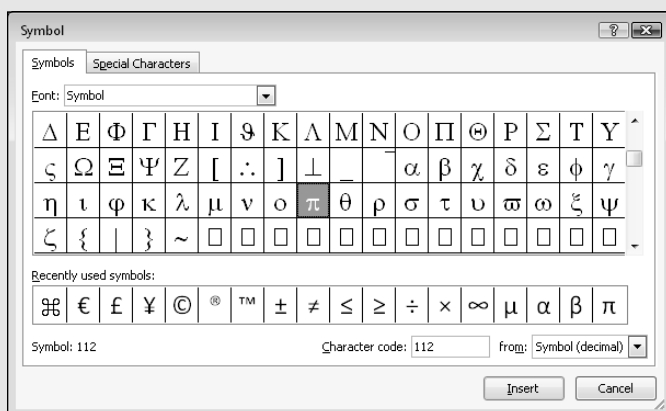 Symbol
Symbols Special Characters
Font: Symbol
Δ Ε Φ Γ Η Ι ϑ Κ Λ Μ Ν Ο Π Θ Ρ Σ Τ Υ
ς Ω Ξ Ψ Ζ [ ∴ ] ⊥ _ ‾ α β χ δ ε ϕ γ
η ι φ κ λ μ ν ο π θ ρ σ τ υ ϖ ω ξ ψ
ζ { | } ~ □ □ □ □ □ □ □ □ □ □ □ □ □
Recently used symbols:
⌘ € £ ¥ © ® ™ ± ≠ ≤ ≥ ÷ × ∞ µ α β π
Symbol: 112 Character code: 112 from: Symbol (decimal)
Insert Cancel